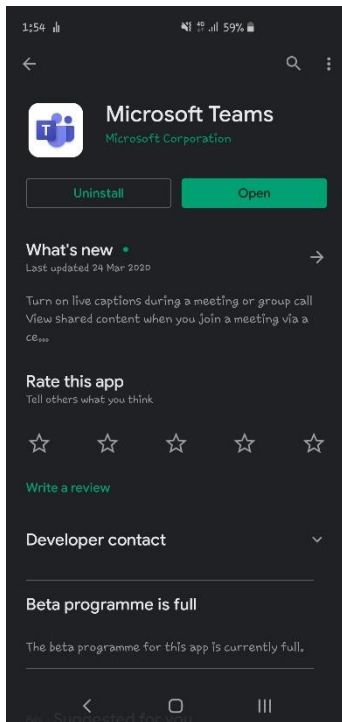 1:54
59%
Microsoft Teams
Microsoft Corporation
Uninstall
Open
What's new
Last updated 24 Mar 2020
Turn on live captions during a meeting or group call
View shared content when you join a meeting via a
ce...
Rate this app
Tell others what you think
Write a review
Developer contact
Beta programme is full
The beta programme for this app is currently full.
Suggested for you